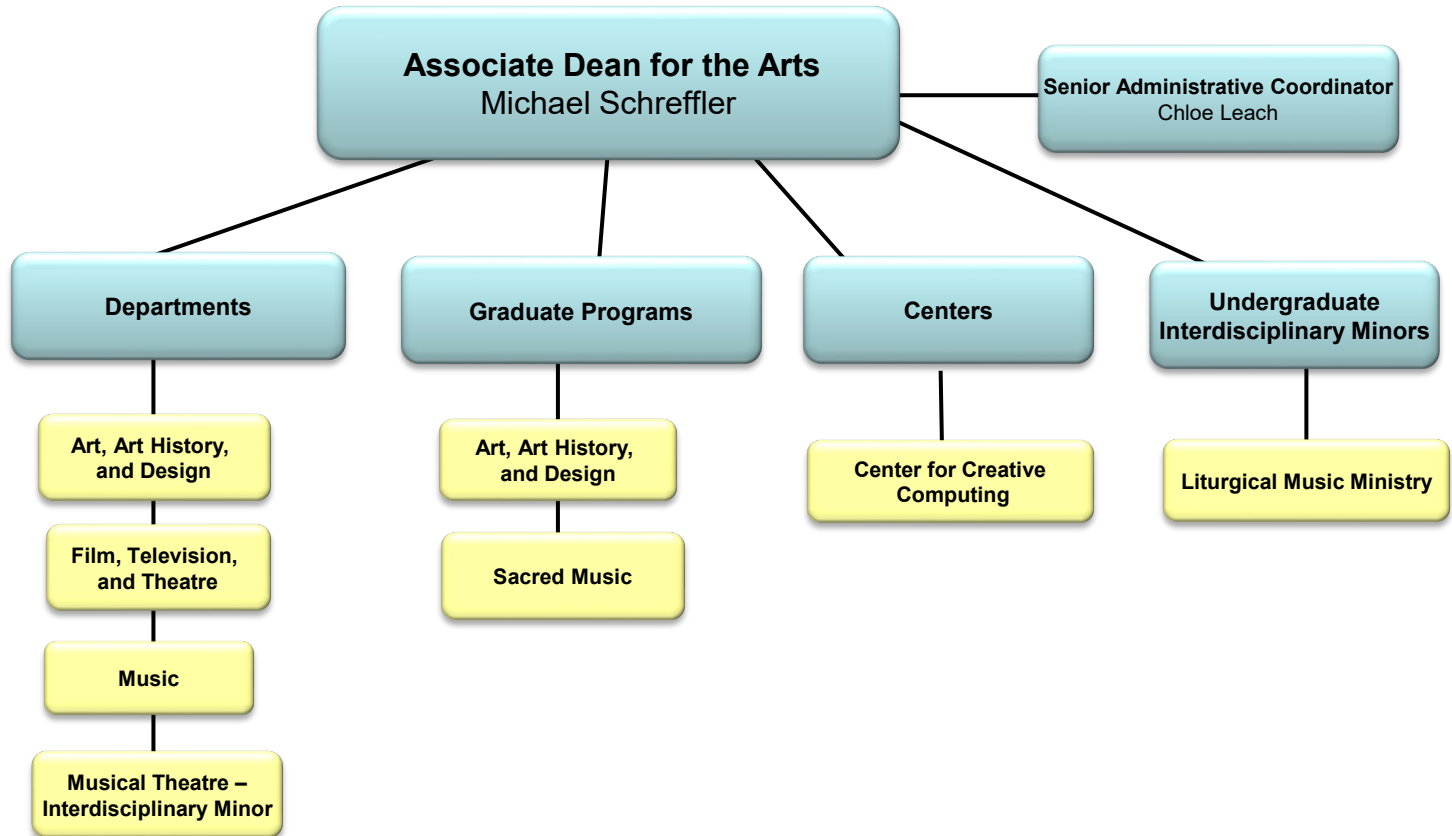 Associate Dean for the Arts
Michael Schreffler
Senior Administrative Coordinator
Chloe Leach
Departments
Graduate Programs
Centers
Undergraduate
Interdisciplinary Minors
Art, Art History,
and Design
Film, Television,
and Theatre
Music
Musical Theatre –
Interdisciplinary Minor
Art, Art History,
and Design
Sacred Music
Center for Creative
Computing
Liturgical Music Ministry